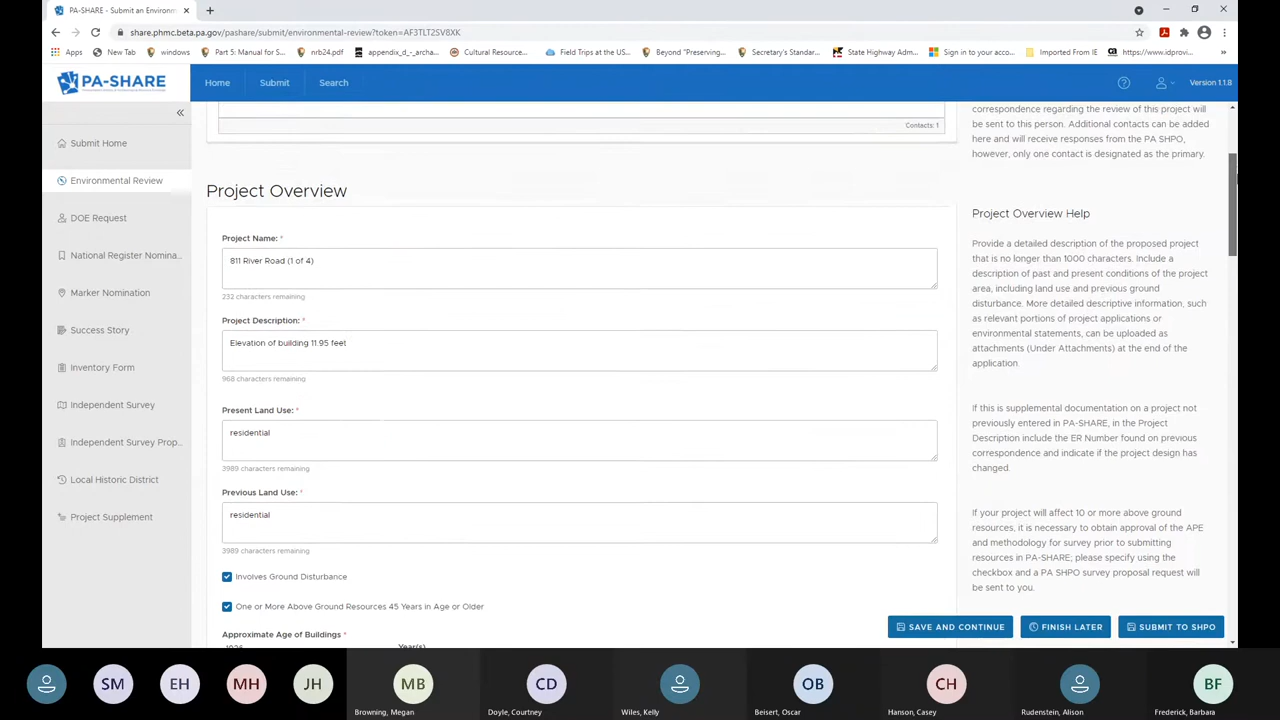 PA-SHARE - Submit an Environm
share.phmc.beta.pa.gov/pashare/submit/environmental-review?token=AF3TLT2SV8XK
Apps New Tab windows Part 5: Manual for S... nrb24.pdf appendix_d_-_archa... Cultural Resource... Field Trips at the US... Beyond "Preserving... Secretary's Standar... State Highway Adm... Sign in to your acco... Imported From IE https://www.idprovi... »
PA-SHARE
Home Submit Search Version 1.1.8
«
Submit Home
Environmental Review
DOE Request
National Register Nomina...
Marker Nomination
Success Story
Inventory Form
Independent Survey
Independent Survey Prop...
Local Historic District
Project Supplement
Contacts: 1
Project Overview
Project Name: *
811 River Road (1 of 4)
232 characters remaining
Project Description: *
Elevation of building 11.95 feet
968 characters remaining
Present Land Use: *
residential
3989 characters remaining
Previous Land Use: *
residential
3989 characters remaining
Involves Ground Disturbance
One or More Above Ground Resources 45 Years in Age or Older
Approximate Age of Buildings *
Year(s)
correspondence regarding the review of this project will
be sent to this person. Additional contacts can be added
here and will receive responses from the PA SHPO,
however, only one contact is designated as the primary.
Project Overview Help
Provide a detailed description of the proposed project
that is no longer than 1000 characters. Include a
description of past and present conditions of the project
area, including land use and previous ground
disturbance. More detailed descriptive information, such
as relevant portions of project applications or
environmental statements, can be uploaded as
attachments (Under Attachments) at the end of the
application
If this is supplemental documentation on a project not
previously entered in PA-SHARE, in the Project
Description include the ER Number found on previous
correspondence and indicate if the project design has
changed.
If your project will affect 10 or more above ground
resources, it is necessary to obtain approval of the APE
and methodology for survey prior to submitting
resources in PA-SHARE; please specify using the
checkbox and a PA SHPO survey proposal request will
be sent to you.
SAVE AND CONTINUE FINISH LATER SUBMIT TO SHPO
SM EH MH JH MB CD OB CH BF
Browning, Megan Doyle, Courtney Wiles, Kelly Beisert, Oscar Hanson, Casey Rudenstein, Alison Frederick, Barbara